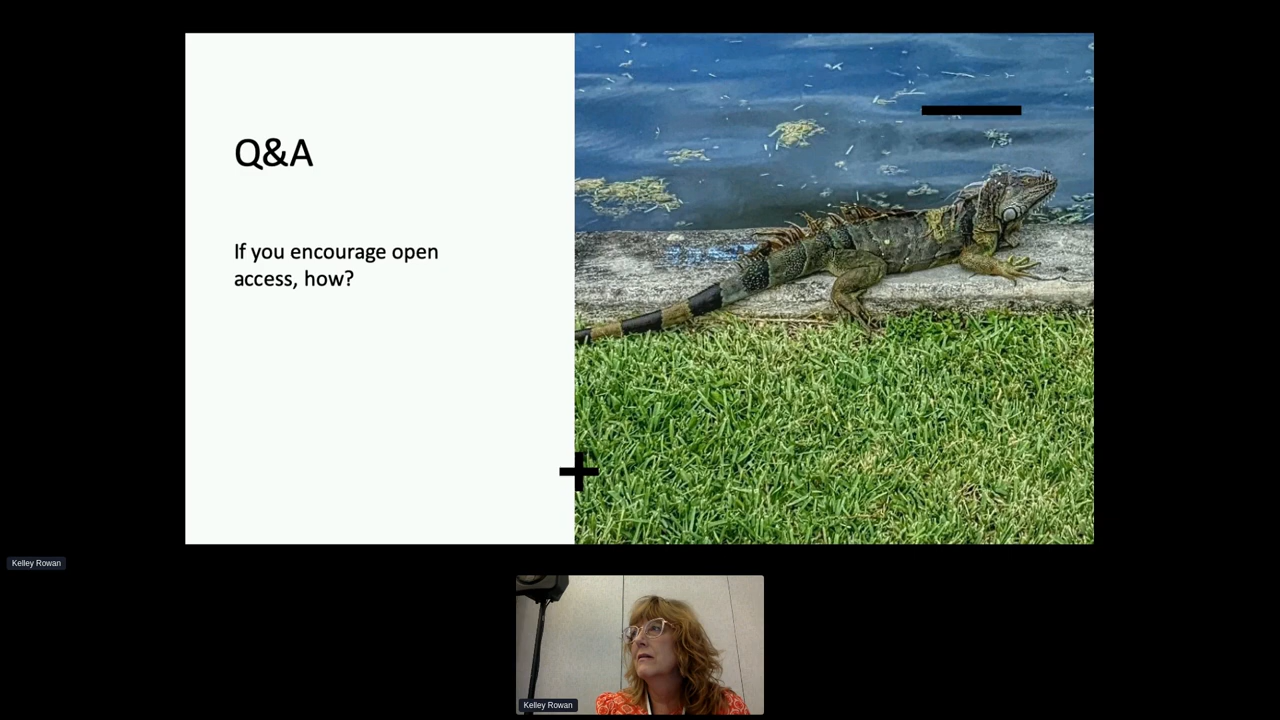 Q&A
If you encourage open
access, how?
Kelley Rowan
Kelley Rowan